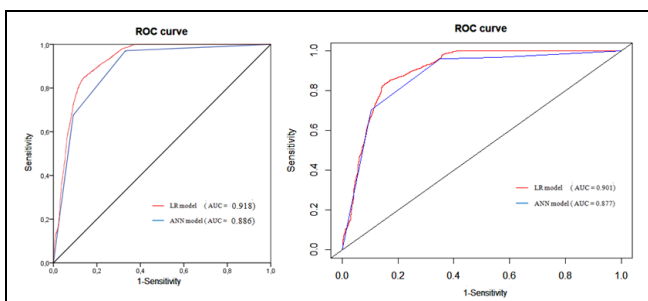 ROC curve
1,0
0,8
0,6
0,4
0,2
0,0
Sensitivity
LR model (AUC = 0.918)
ANN model (AUC = 0.886)
0,0 0,2 0,4 0,6 0,8 1,0
1-Sensitivity
ROC curve
1.0
0.8
0.6
0.4
0.2
0.0
Sensitivity
LR model (AUC = 0.901)
ANN model (AUC = 0.877)
0.0 0.2 0.4 0.6 0.8 1.0
1-Sensitivity